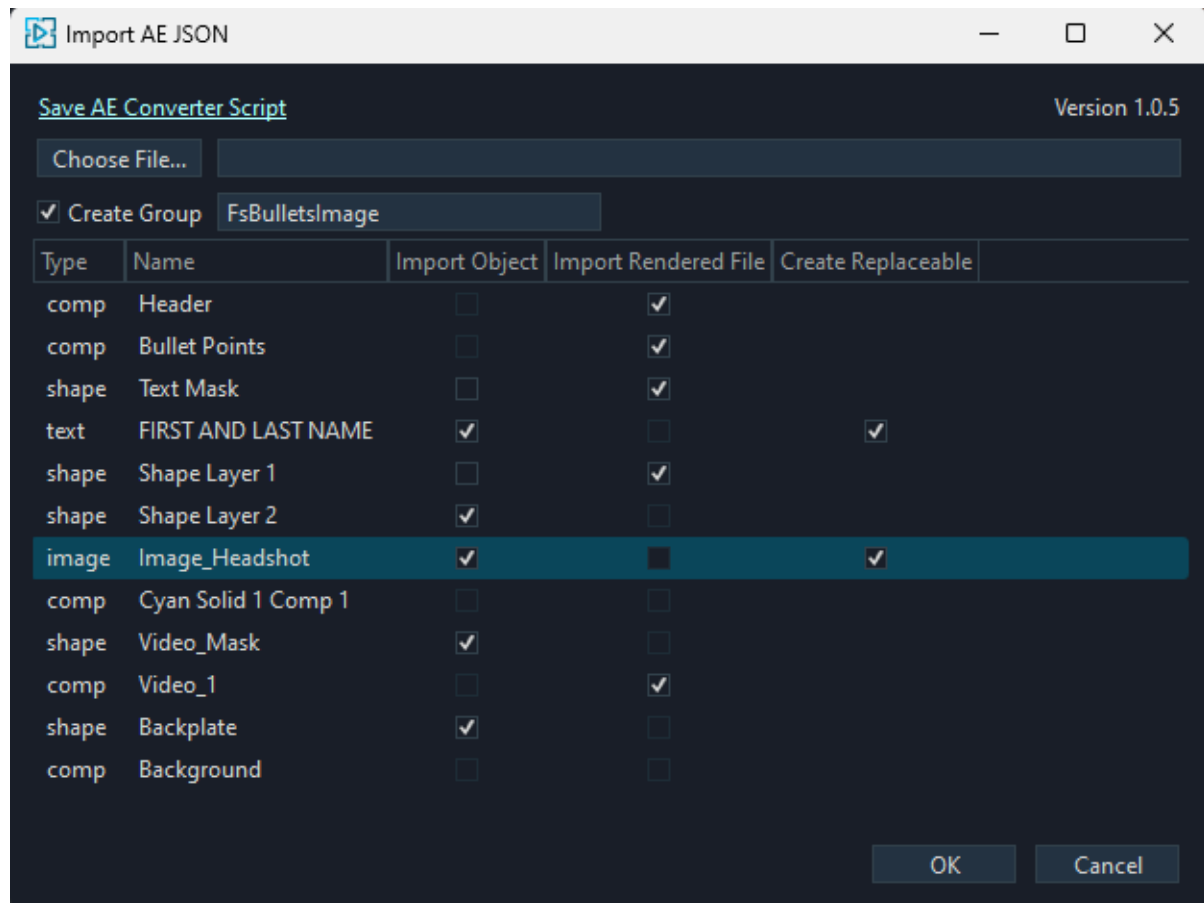 Import AE JSON
Save AE Converter Script Version 1.0.5
Choose File...
Create Group FsBulletsImage
Type Name Import Object Import Rendered File Create Replaceable
comp Header
comp Bullet Points
shape Text Mask
text FIRST AND LAST NAME
shape Shape Layer 1
shape Shape Layer 2
image Image_Headshot
comp Cyan Solid 1 Comp 1
shape Video_Mask
comp Video_1
shape Backplate
comp Background
OK Cancel